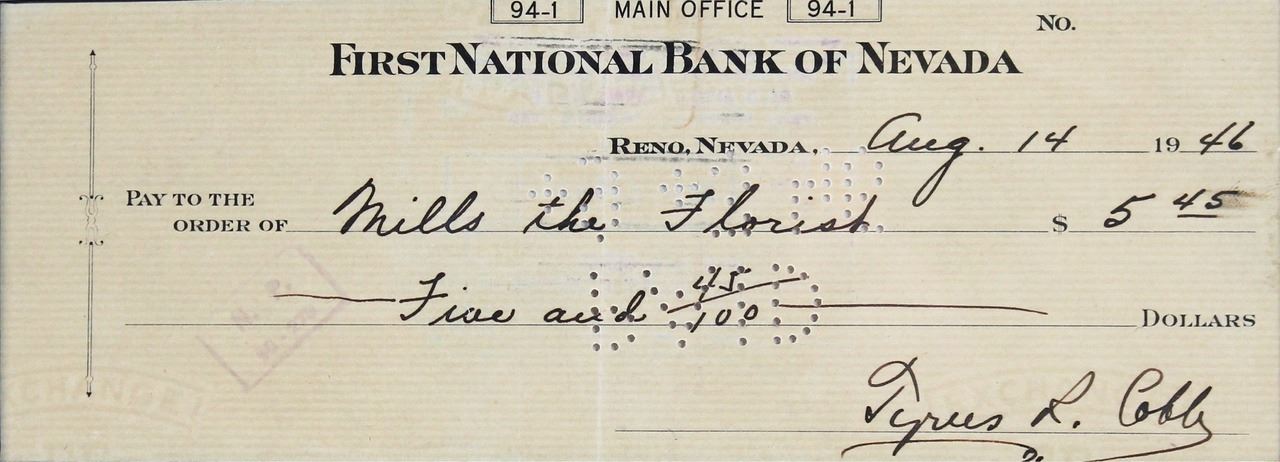 94-1 MAIN OFFICE 94-1
No.
FIRST NATIONAL BANK OF NEVADA
RENO, NEVADA, Aug. 14 1946
PAY TO THE
ORDER OF Mills the Florist $ 5 45
Five and 45/100 DOLLARS
Tyrus R. Cobb